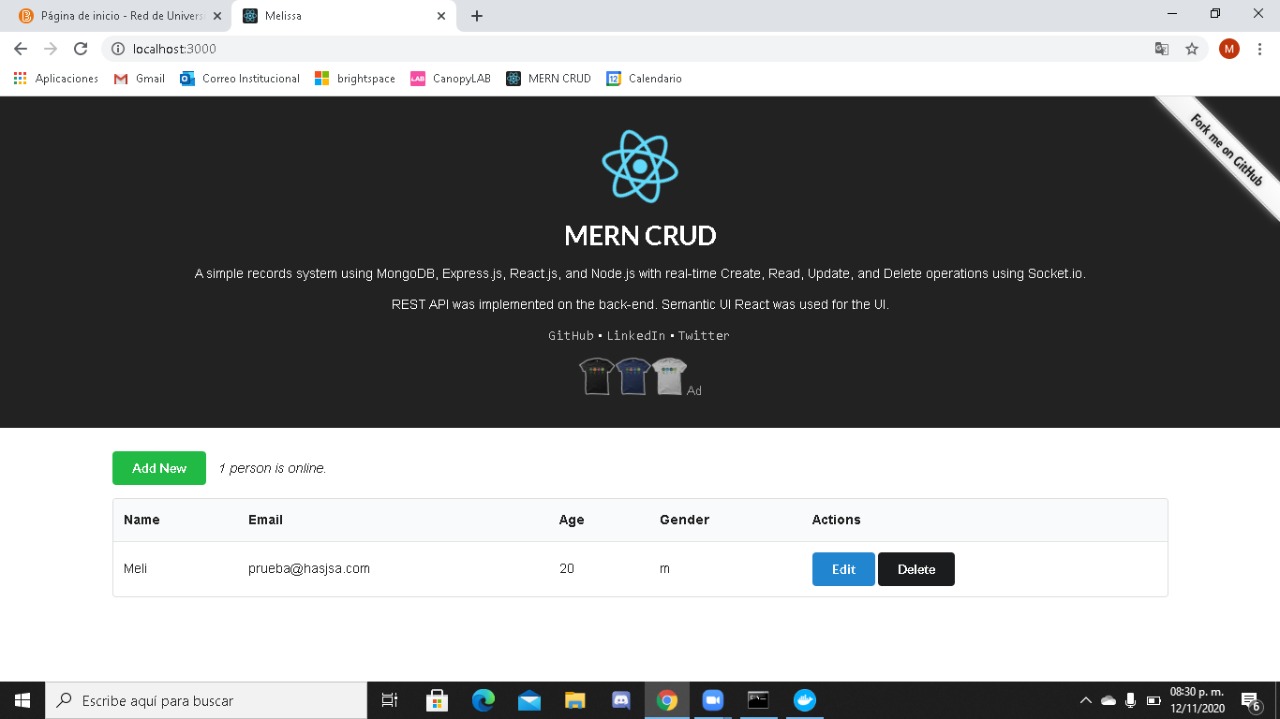 Página de inicio - Red de Univers
Melissa
localhost:3000
M
Aplicaciones
Gmail
Correo Institucional
brightspace
LAB
CanopyLAB
MERN CRUD
12
Calendario
Fork me on GitHub
MERN CRUD
A simple records system using MongoDB, Express.js, React.js, and Node.js with real-time Create, Read, Update, and Delete operations using Socket.io.
REST API was implemented on the back-end. Semantic UI React was used for the UI.
GitHub • LinkedIn • Twitter
Ad
Add New 1 person is online.
Name Email Age Gender Actions
Meli prueba@hasjsa.com 20 m Edit Delete
Escribe aquí para buscar
08:30 p. m.
12/11/2020
6